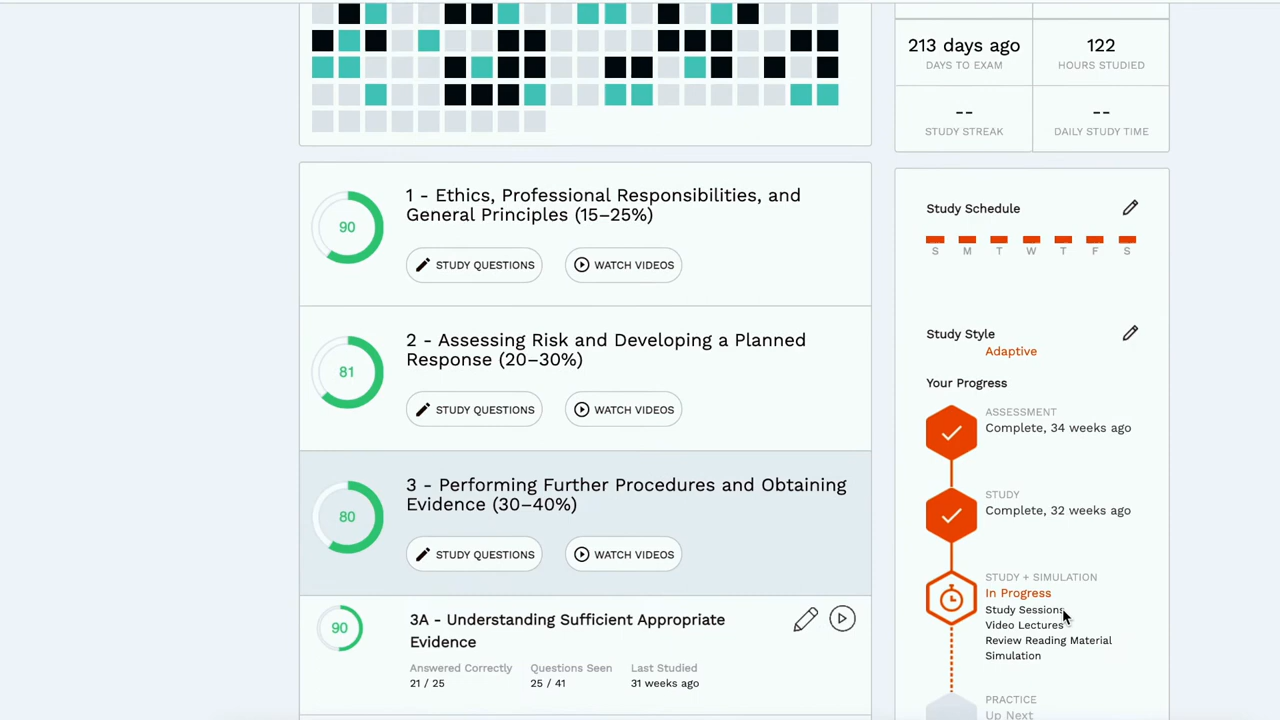 213 days ago
DAYS TO EXAM
122
HOURS STUDIED
--
STUDY STREAK
--
DAILY STUDY TIME
90
1 - Ethics, Professional Responsibilities, and
General Principles (15–25%)
STUDY QUESTIONS
WATCH VIDEOS
81
2 - Assessing Risk and Developing a Planned
Response (20–30%)
STUDY QUESTIONS
WATCH VIDEOS
80
3 - Performing Further Procedures and Obtaining
Evidence (30–40%)
STUDY QUESTIONS
WATCH VIDEOS
90
3A - Understanding Sufficient Appropriate
Evidence
Answered Correctly
21 / 25
Questions Seen
25 / 41
Last Studied
31 weeks ago
Study Schedule
S M T W T F S
Study Style
Adaptive
Your Progress
ASSESSMENT
Complete, 34 weeks ago
STUDY
Complete, 32 weeks ago
STUDY + SIMULATION
In Progress
Study Sessions
Video Lectures
Review Reading Material
Simulation
PRACTICE
Up Next